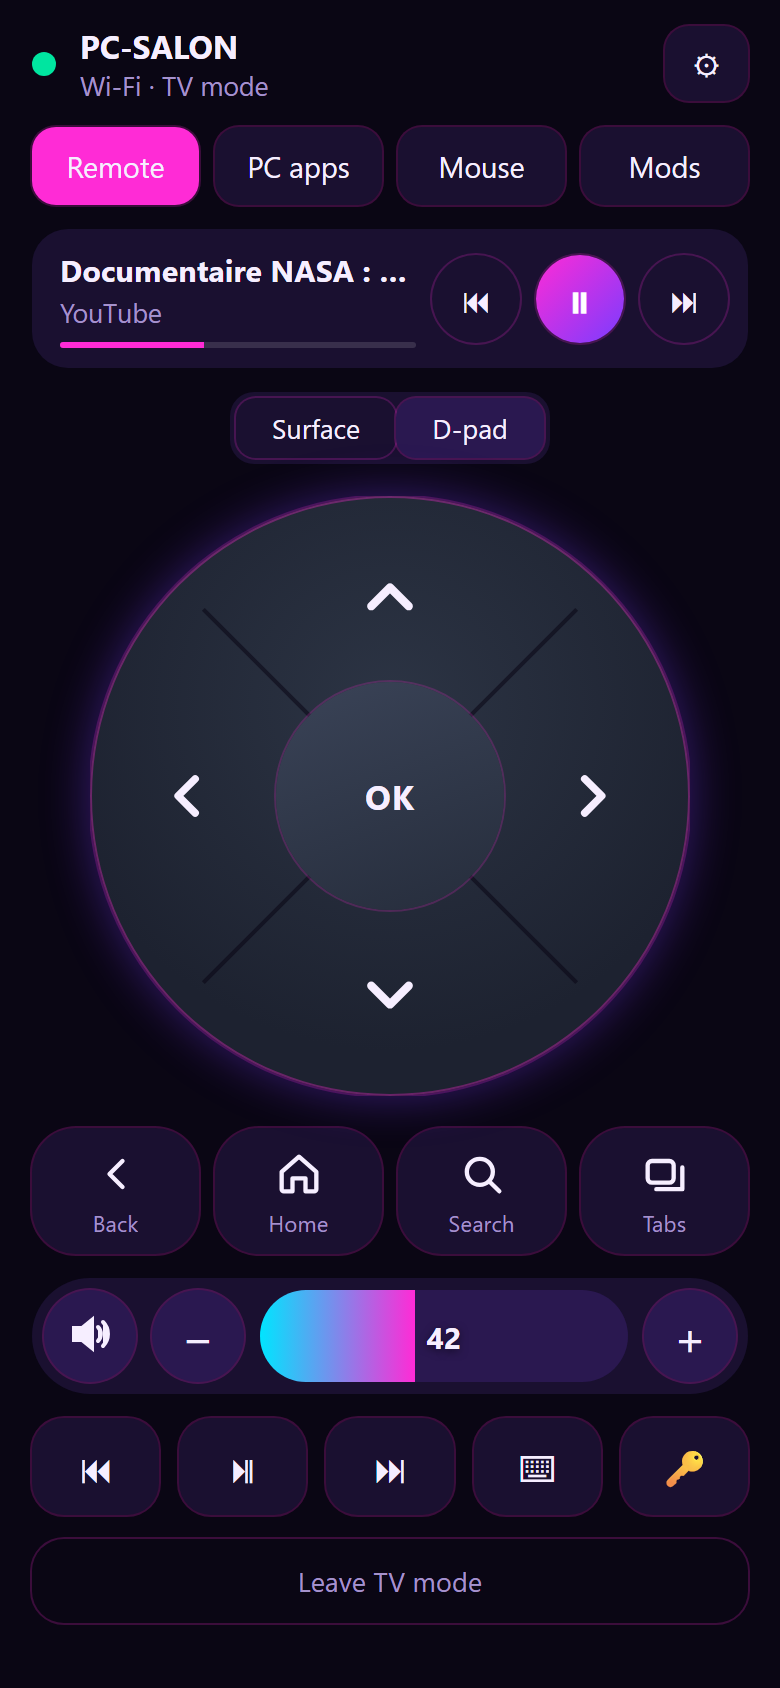 PC-SALON
Wi-Fi · TV mode
Remote
PC apps
Mouse
Mods
Documentaire NASA : ...
YouTube
Surface
D-pad
OK
Back
Home
Search
Tabs
42
Leave TV mode